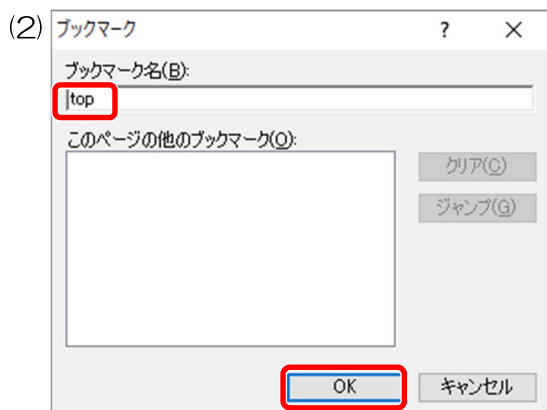 (2)
ブックマーク ? ×
ブックマーク名(B):
top
このページの他のブックマーク(O):
クリア(C)
ジャンプ(G)
OK キャンセル